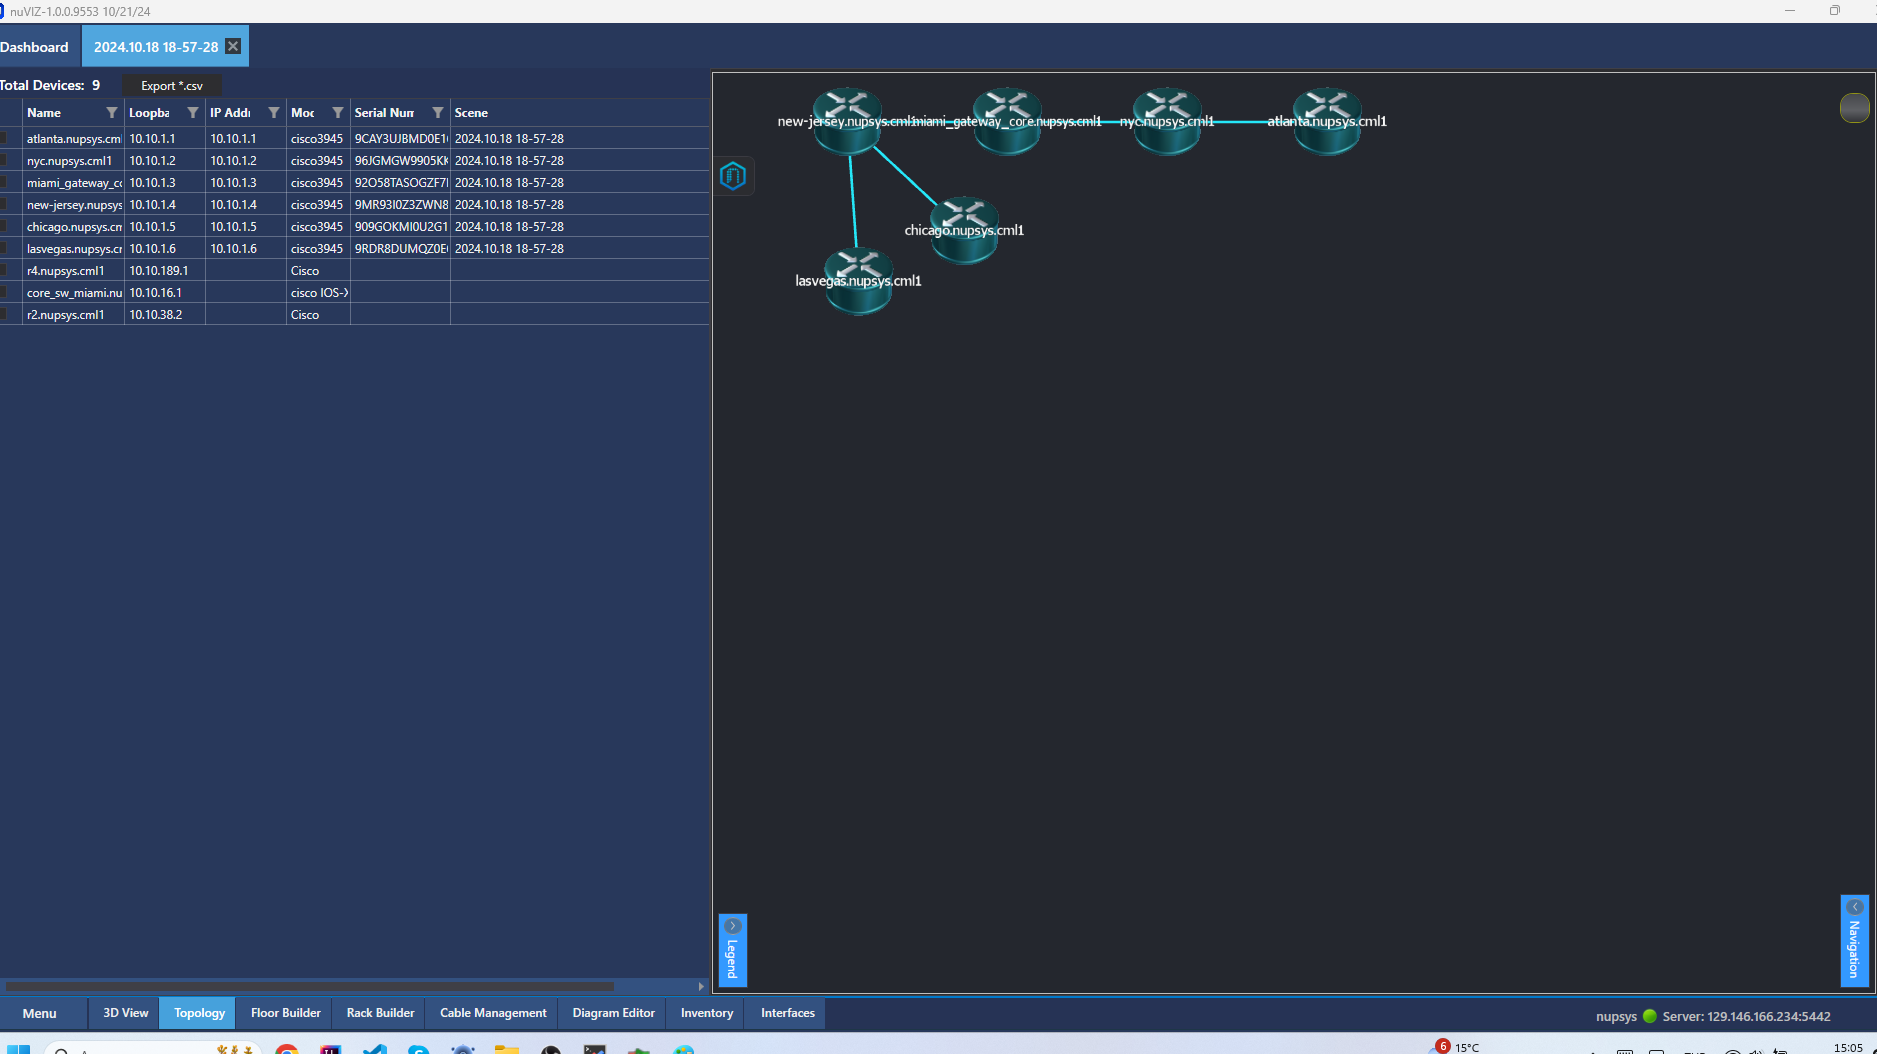 nuVIZ-1.0.0.9553 10/21/24
Dashboard 2024.10.18 18-57-28
Total Devices: 9 Export *.csv
Name Loopba IP Addı Moc Serial Nun Scene
atlanta.nupsys.cml 10.10.1.1 10.10.1.1 cisco3945 9CAY3UJBMD0E1 2024.10.18 18-57-28
nyc.nupsys.cml1 10.10.1.2 10.10.1.2 cisco3945 96JGMGW9905KK 2024.10.18 18-57-28
miami_gateway_cc 10.10.1.3 10.10.1.3 cisco3945 92O58TASOGZF7 2024.10.18 18-57-28
new-jersey.nupsys 10.10.1.4 10.10.1.4 cisco3945 9MR93I0Z3ZWN8 2024.10.18 18-57-28
chicago.nupsys.cm 10.10.1.5 10.10.1.5 cisco3945 909GOKMI0U2G1 2024.10.18 18-57-28
lasvegas.nupsys.cr 10.10.1.6 10.10.1.6 cisco3945 9RDR8DUMQZ0E 2024.10.18 18-57-28
r4.nupsys.cml1 10.10.189.1 Cisco
core_sw_miami.nu 10.10.16.1 cisco IOS-X
r2.nupsys.cml1 10.10.38.2 Cisco
new-jersey.nupsys.cml1 miami_gateway_core.nupsys.cml1 nyc.nupsys.cml1 atlanta.nupsys.cml1
chicago.nupsys.cml1
lasvegas.nupsys.cml1
Legend
Navigation
Menu 3D View Topology Floor Builder Rack Builder Cable Management Diagram Editor Inventory Interfaces
nupsys Server: 129.146.166.234:5442
6 15°C 15:05